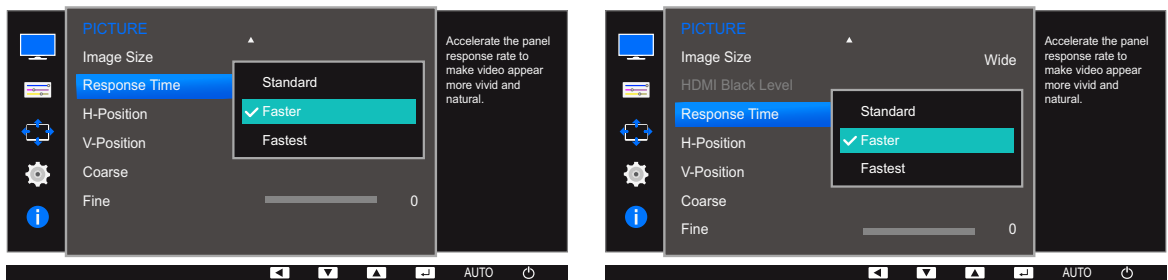 PICTURE
Image Size
Response Time
H-Position
V-Position
Coarse
Fine
0
Standard
Faster
Fastest
Accelerate the panel
response rate to
make video appear
more vivid and
natural.
AUTO
PICTURE
Image Size
Wide
HDMI Black Level
Response Time
H-Position
V-Position
Coarse
Fine
0
Standard
Faster
Fastest
Accelerate the panel
response rate to
make video appear
more vivid and
natural.
AUTO